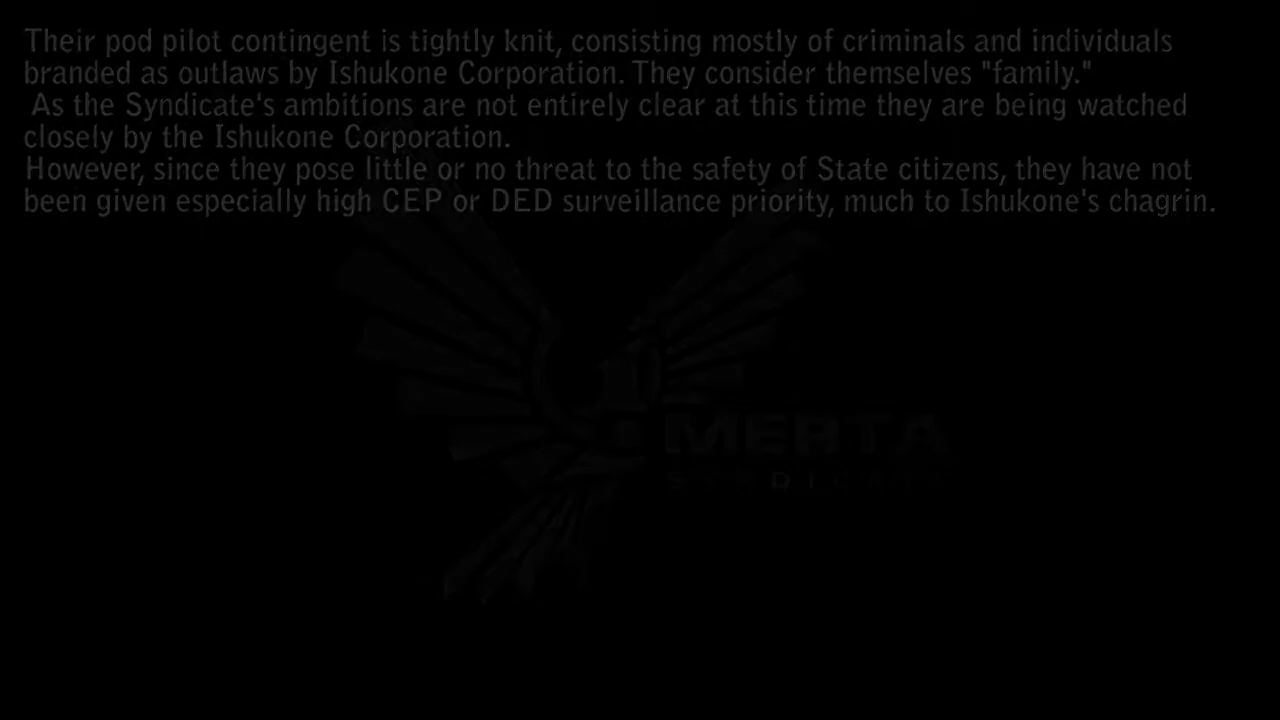 Their pod pilot contingent is tightly knit, consisting mostly of criminals and individuals
branded as outlaws by Ishukone Corporation. They consider themselves "family."
As the Syndicate's ambitions are not entirely clear at this time they are being watched
closely by the Ishukone Corporation.
However, since they pose little or no threat to the safety of State citizens, they have not
been given especially high CEP or DED surveillance priority, much to Ishukone's chagrin.
MERTA
SYNDICATE